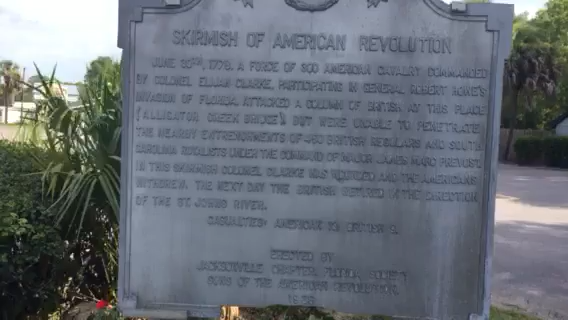 SKIRMISH OF AMERICAN REVOLUTION
JUNE 30TH, 1778, A FORCE OF 300 AMERICAN CAVALRY COMMANDED
BY COLONEL ELIJAH CLARKE, PARTICIPATING IN GENERAL ROBERT HOWE'S
INVASION OF FLORIDA, ATTACKED A COLUMN OF BRITISH AT THIS PLACE
(ALLIGATOR CREEK BRIDGE), BUT WERE UNABLE TO PENETRATE
THE NEARBY ENTRENCHMENTS OF 450 BRITISH REGULARS AND SOUTH
CAROLINA ROYALISTS UNDER THE COMMAND OF MAJOR JAMES MARC PREVOST.
IN THIS SKIRMISH COLONEL CLARKE WAS WOUNDED AND THE AMERICANS
WITHDREW. THE NEXT DAY THE BRITISH RETIRED IN THE DIRECTION
OF THE ST. JOHNS RIVER.
CASUALTIES: AMERICAN BRITISH 9.
ERECTED BY
JACKSONVILLE CHAPTER, FLORIDA SOCIETY
SONS OF THE AMERICAN REVOLUTION,